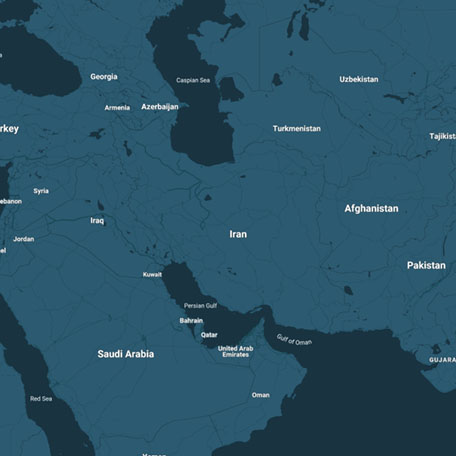 Georgia
Caspian Sea
Uzbekistan
Armenia
Azerbaijan
rkey
Turkmenistan
Tajikist
Syria
ebanon
Afghanistan
Iraq
Iran
Jordan
el
Pakistan
Kuwait
Persian Gulf
Bahrain
Qatar
Gulf of Oman
United Arab
Emirates
Saudi Arabia
GUJARA
Oman
Red Sea